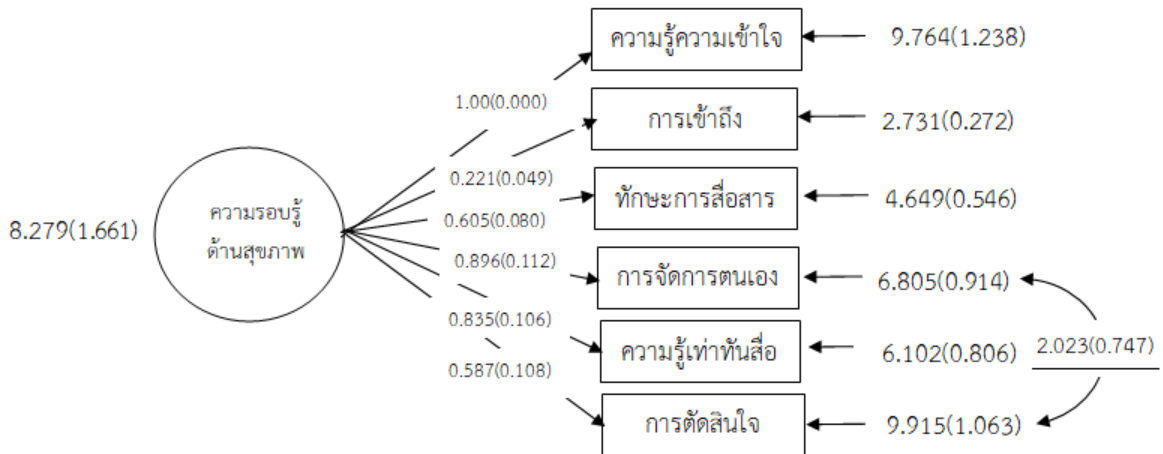 ความรู้ความเข้าใจ
9.764(1.238)
1.00(0.000)
การเข้าถึง
2.731(0.272)
0.221(0.049)
ทักษะการสื่อสาร
4.649(0.546)
ความรอบรู้
ด้านสุขภาพ
8.279(1.661)
0.605(0.080)
0.896(0.112)
การจัดการตนเอง
6.805(0.914)
0.835(0.106)
ความรู้เท่าทันสื่อ
6.102(0.806)
2.023(0.747)
0.587(0.108)
การตัดสินใจ
9.915(1.063)